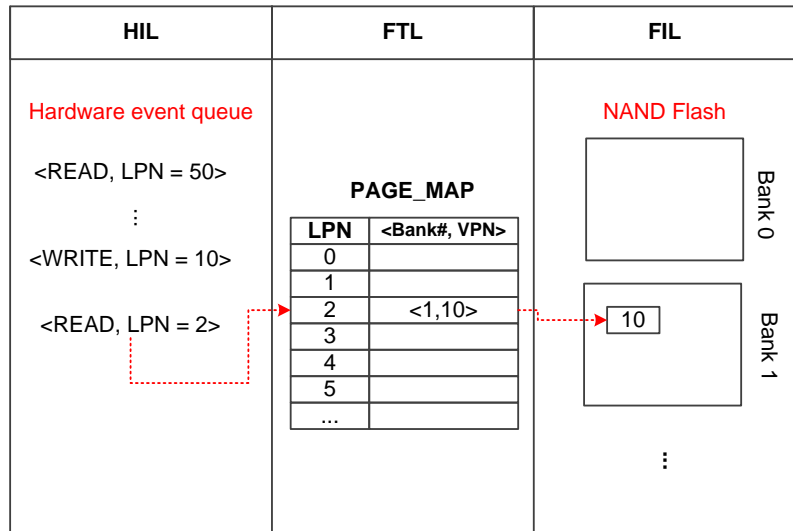 HIL
FTL
FIL
Hardware event queue
<READ, LPN = 50>
...
<WRITE, LPN = 10>
<READ, LPN = 2>
PAGE_MAP
LPN <Bank#, VPN>
0
1
2 <1,10>
3
4
5
...
NAND Flash
Bank 0
10
Bank 1
...